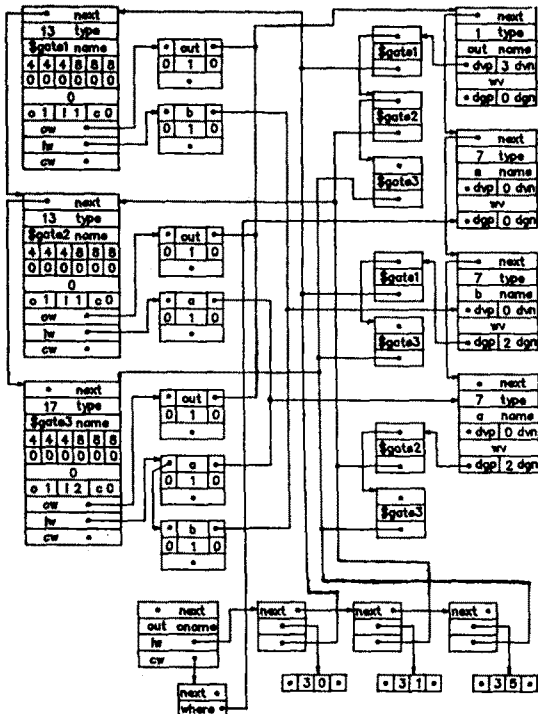 next
13 type
$gate1 name
4 4 4 8 8 8
0 0 0 0 0 0
0
o 1 I 1 c 0
ow
iw
cw
out
0 1 0
b
0 1 0
next
13 type
$gate2 name
4 4 4 8 8 8
0 0 0 0 0 0
0
o 1 I 1 c 0
ow
iw
cw
out
0 1 0
a
0 1 0
next
17 type
$gate3 name
4 4 4 8 8 8
0 0 0 0 0 0
0
o 1 I 2 c 0
ow
iw
cw
out
0 1 0
a
0 1 0
b
0 1 0
$gate1
$gate2
$gate3
$gate1
$gate3
$gate2
$gate3
next
1 type
out name
dvp 3 dvn
wv
dgp 0 dgn
next
7 type
name
dvp 0 dvn
wv
dgp 0 dgn
next
7 type
b name
dvp 0 dvn
wv
dgp 2 dgn
next
7 type
a name
dvp 0 dvn
wv
dgp 2 dgn
next
out oname
iw
cw
next
where
next
next
next
3 0
3 1
3 5